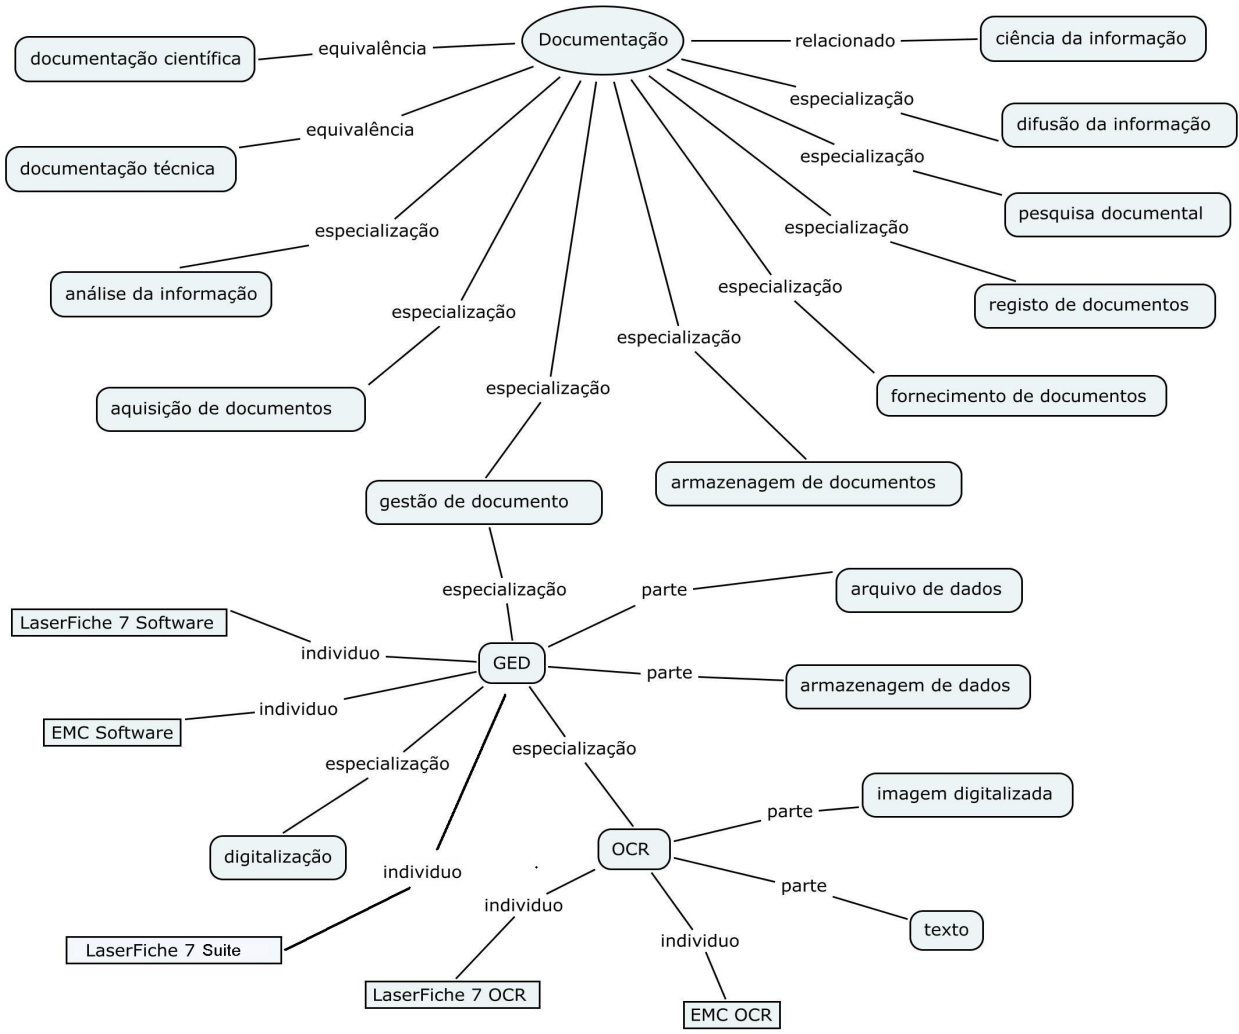 Documentação
relacionado
ciência da informação
equivalência
documentação científica
especialização
difusão da informação
equivalência
documentação técnica
especialização
pesquisa documental
especialização
registo de documentos
especialização
análise da informação
especialização
fornecimento de documentos
especialização
aquisição de documentos
especialização
armazenagem de documentos
especialização
gestão de documento
especialização
parte
arquivo de dados
LaserFiche 7 Software
individuo
GED
parte
armazenagem de dados
individuo
EMC Software
especialização
especialização
digitalização
parte
imagem digitalizada
OCR
individuo
parte
texto
individuo
individuo
LaserFiche 7 Suite
LaserFiche 7 OCR
EMC OCR